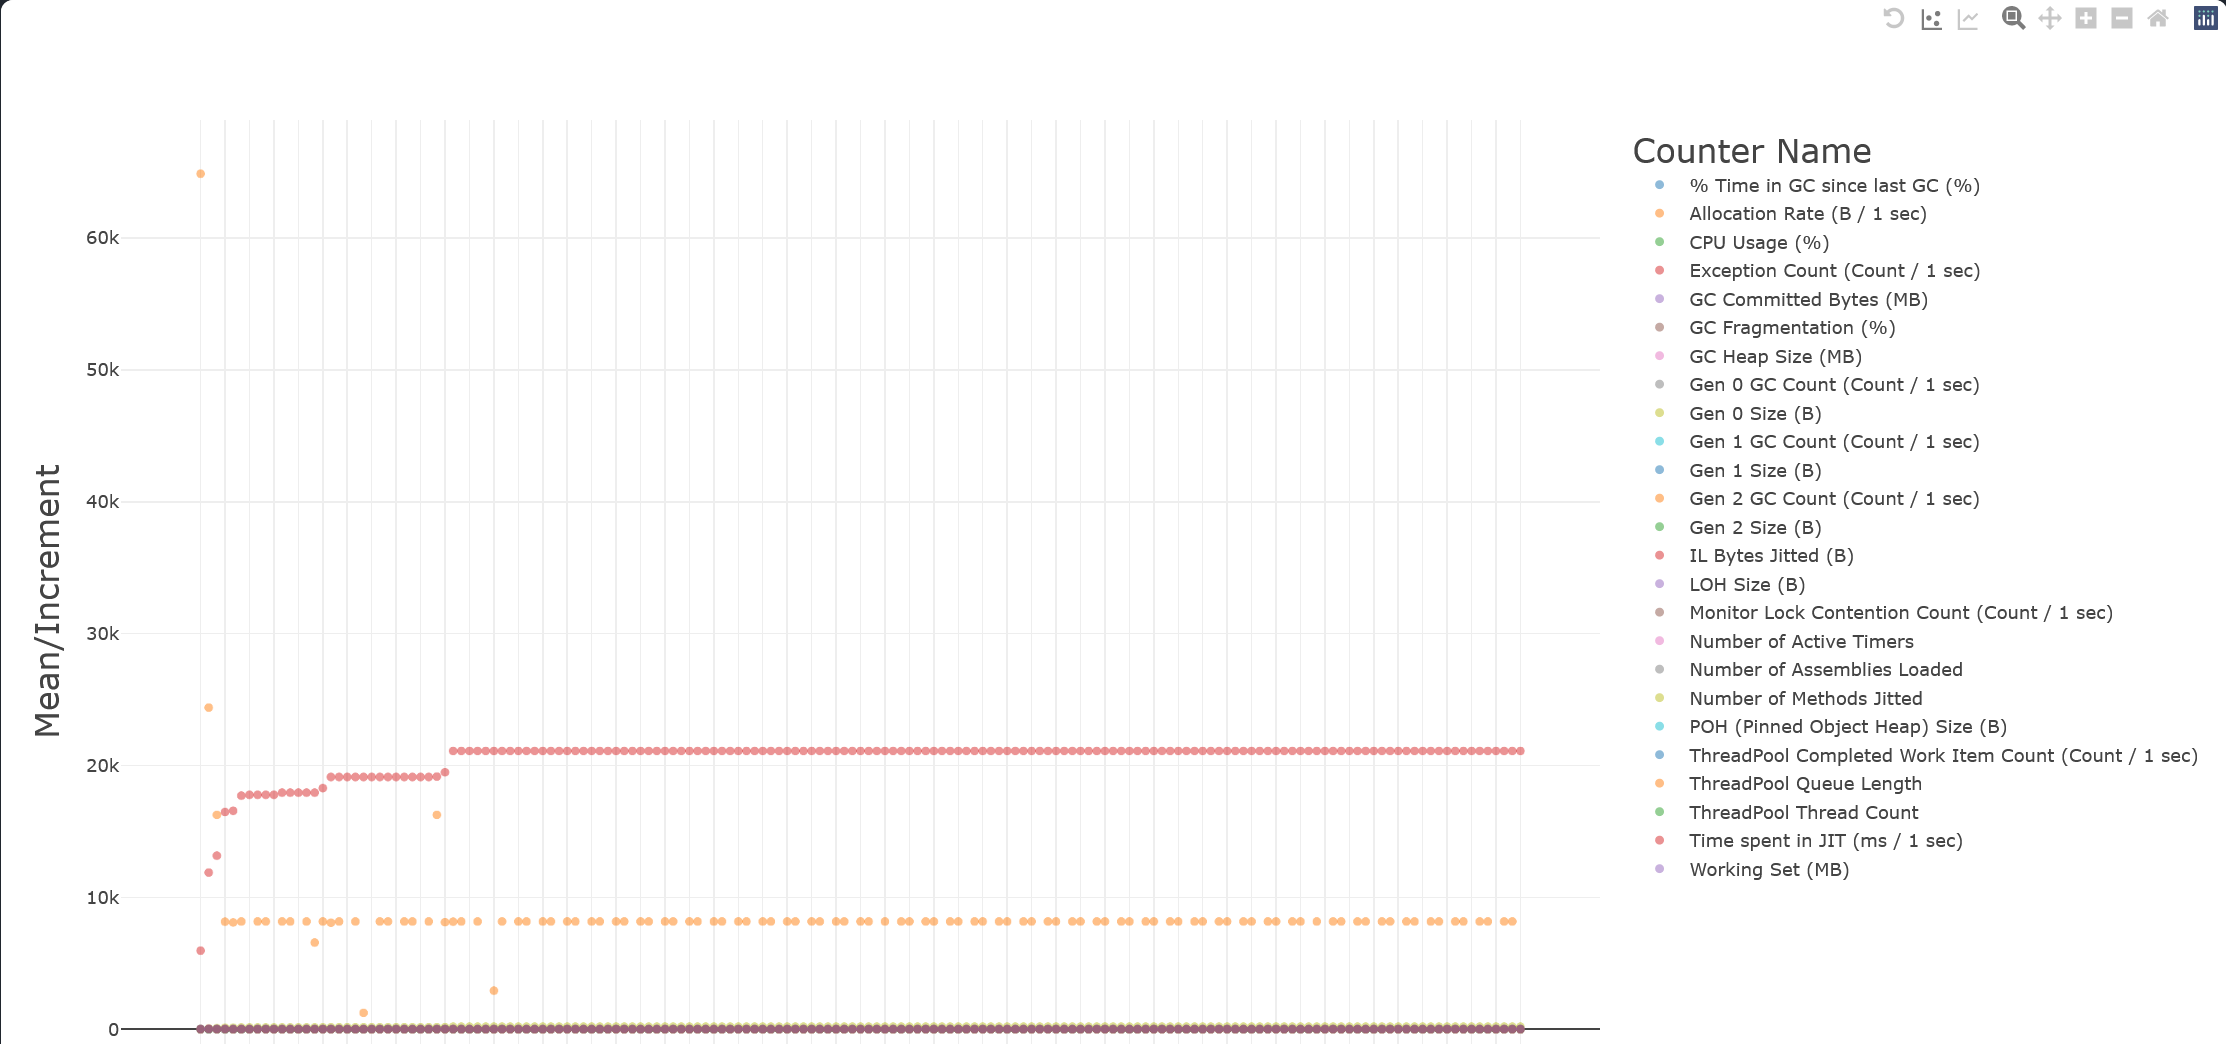 60k
50k
40k
30k
20k
10k
0
Mean/Increment
Counter Name
% Time in GC since last GC (%)
Allocation Rate (B / 1 sec)
CPU Usage (%)
Exception Count (Count / 1 sec)
GC Committed Bytes (MB)
GC Fragmentation (%)
GC Heap Size (MB)
Gen 0 GC Count (Count / 1 sec)
Gen 0 Size (B)
Gen 1 GC Count (Count / 1 sec)
Gen 1 Size (B)
Gen 2 GC Count (Count / 1 sec)
Gen 2 Size (B)
IL Bytes Jitted (B)
LOH Size (B)
Monitor Lock Contention Count (Count / 1 sec)
Number of Active Timers
Number of Assemblies Loaded
Number of Methods Jitted
POH (Pinned Object Heap) Size (B)
ThreadPool Completed Work Item Count (Count / 1 sec)
ThreadPool Queue Length
ThreadPool Thread Count
Time spent in JIT (ms / 1 sec)
Working Set (MB)